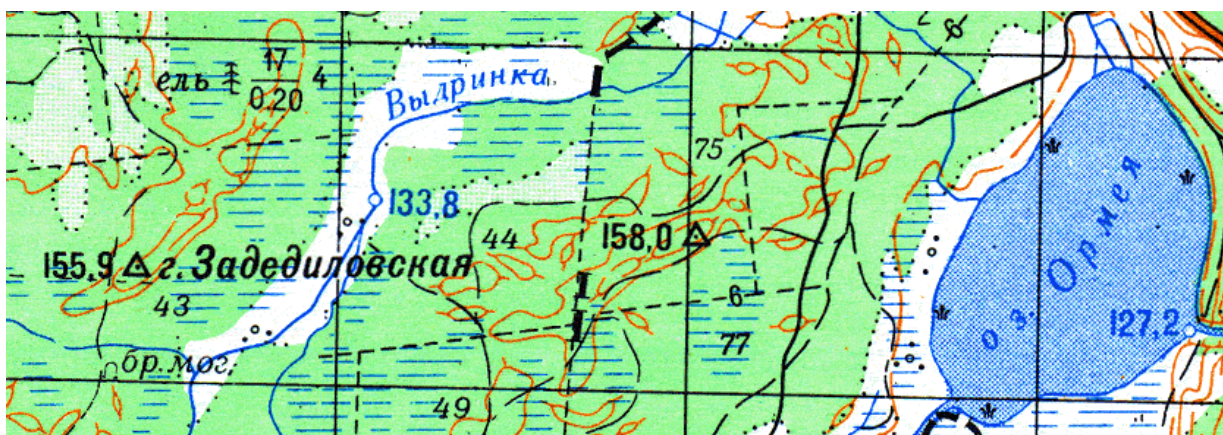 ель 17 4
0,20
Выдринка
75
133,8
44
158,0
155,9 г. Задедиловская
43
6
77
оз. Ормея
127,2
бр. мог.
49